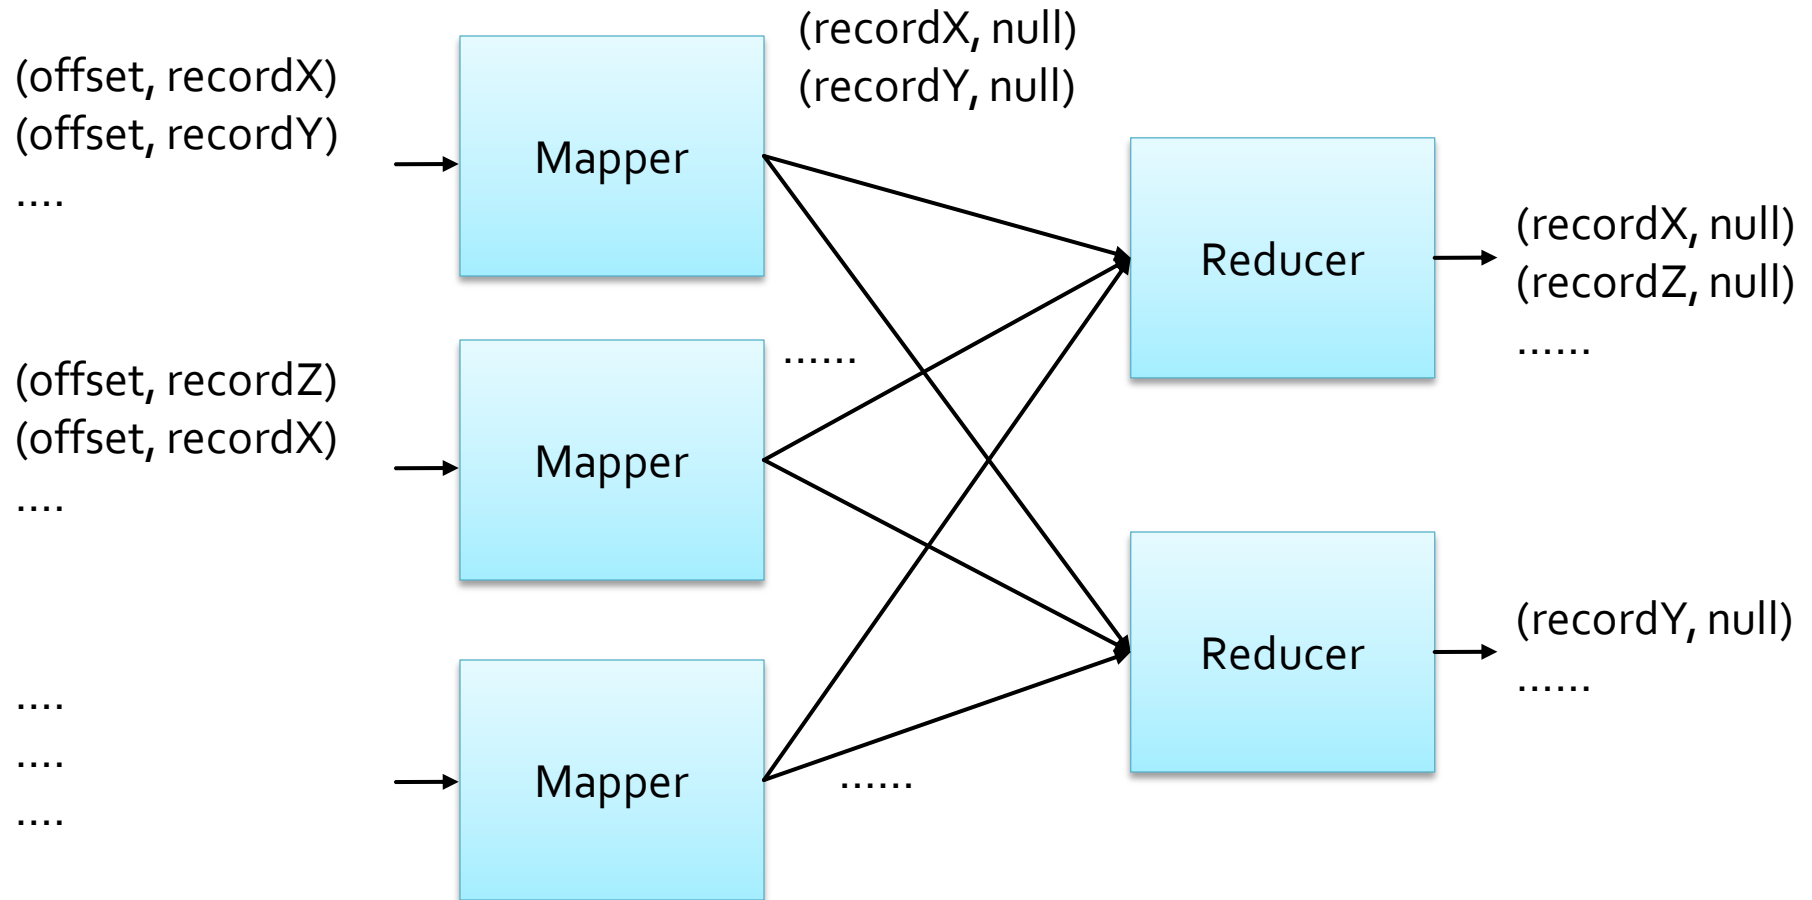 (offset, recordX)
(offset, recordY)
....
Mapper
(recordX, null)
(recordY, null)
Reducer
(recordX, null)
(recordZ, null)
......
(offset, recordZ)
(offset, recordX)
....
Mapper
......
Reducer
(recordY, null)
......
....
....
....
Mapper
......